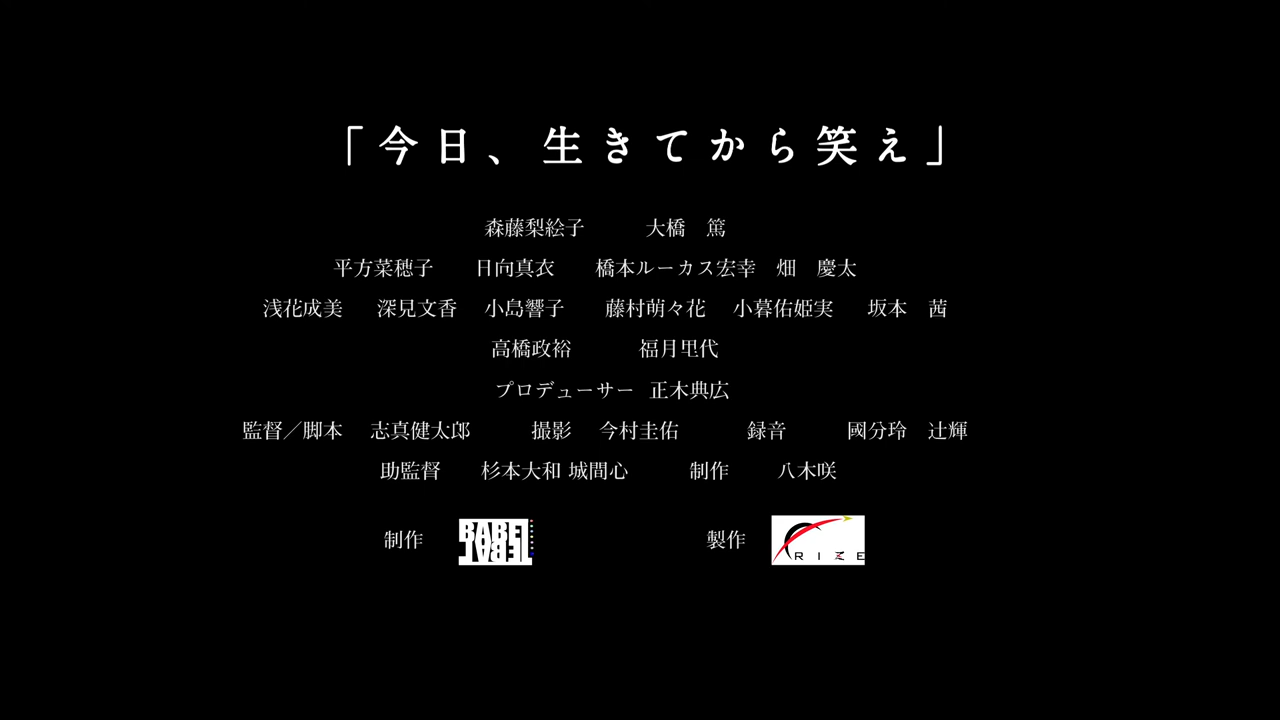 「今日、生きてから笑え」
森藤梨絵子　大橋　篤
平方菜穂子　日向真衣　橋本ルーカス宏幸　畑　慶太
浅花成美　深見文香　小島響子　藤村萌々花　小暮佑姫実　坂本　茜
高橋政裕　福月里代
プロデューサー　正木典広
監督／脚本　志真健太郎　撮影　今村圭佑　録音　國分玲　辻輝
助監督　杉本大和 城間心　制作　八木咲
制作　BABEL LABEL　製作　RIZE